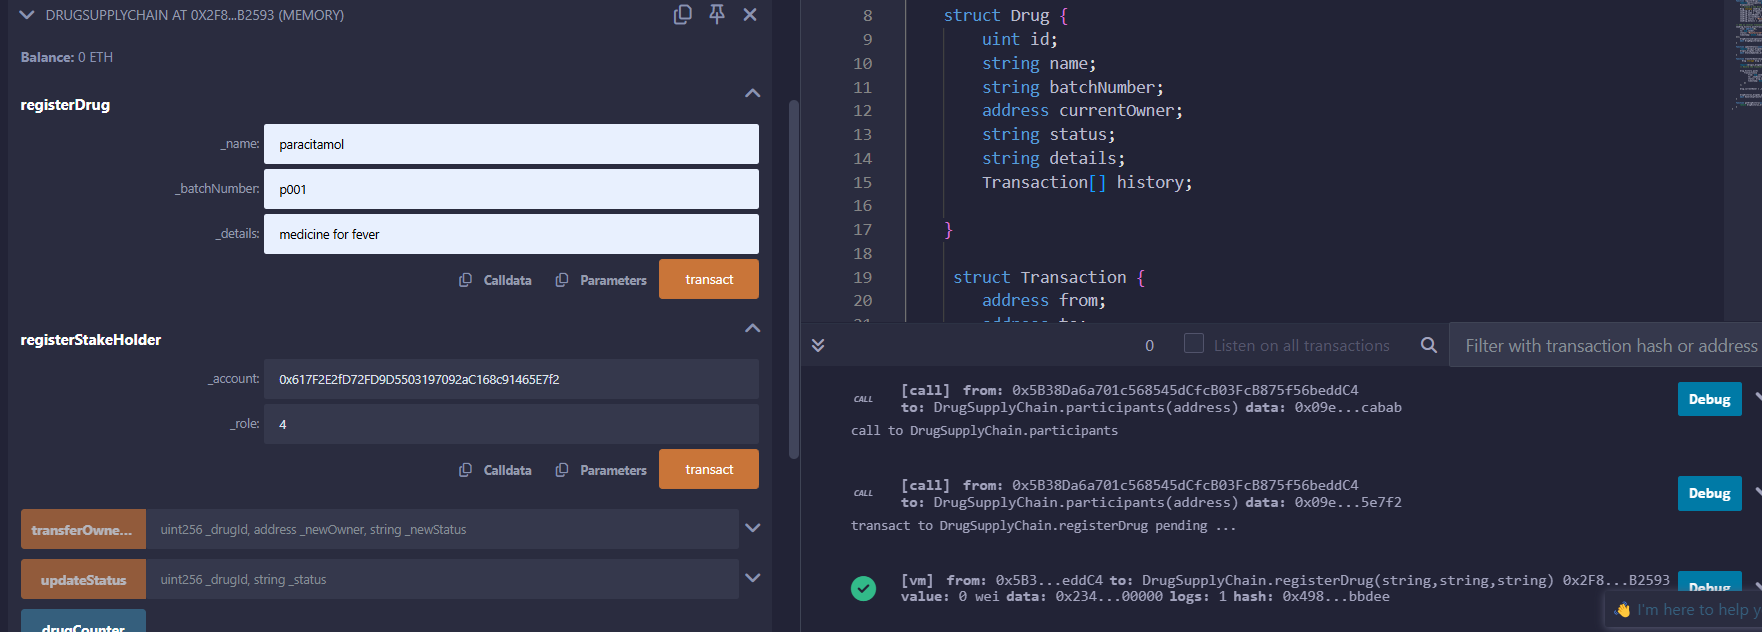 DRUGSUPPLYCHAIN AT 0X2F8...B2593 (MEMORY)
Balance: 0 ETH
registerDrug
_name: paracitamol
_batchNumber: p001
_details: medicine for fever
Calldata Parameters transact
registerStakeHolder
_account: 0x617F2E2fD72FD9D5503197092aC168c91465E7f2
_role: 4
Calldata Parameters transact
transferOwne... uint256 _drugId, address _newOwner, string _newStatus
updateStatus uint256 _drugId, string _status
drugCounter
8 struct Drug {
9 uint id;
10 string name;
11 string batchNumber;
12 address currentOwner;
13 string status;
14 string details;
15 Transaction[] history;
16
17 }
18
19 struct Transaction {
20 address from;
21 address to;
0 Listen on all transactions Filter with transaction hash or address
CALL [call] from: 0x5B38Da6a701c568545dCfcB03FcB875f56beddC4
to: DrugSupplyChain.participants(address) data: 0x09e...cabab
Debug
call to DrugSupplyChain.participants
CALL [call] from: 0x5B38Da6a701c568545dCfcB03FcB875f56beddC4
to: DrugSupplyChain.participants(address) data: 0x09e...5e7f2
Debug
transact to DrugSupplyChain.registerDrug pending ...
[vm] from: 0x5B3...eddC4 to: DrugSupplyChain.registerDrug(string,string,string) 0x2F8...B2593
value: 0 wei data: 0x234...00000 logs: 1 hash: 0x498...bbdee
Debug
👋 I'm here to help y